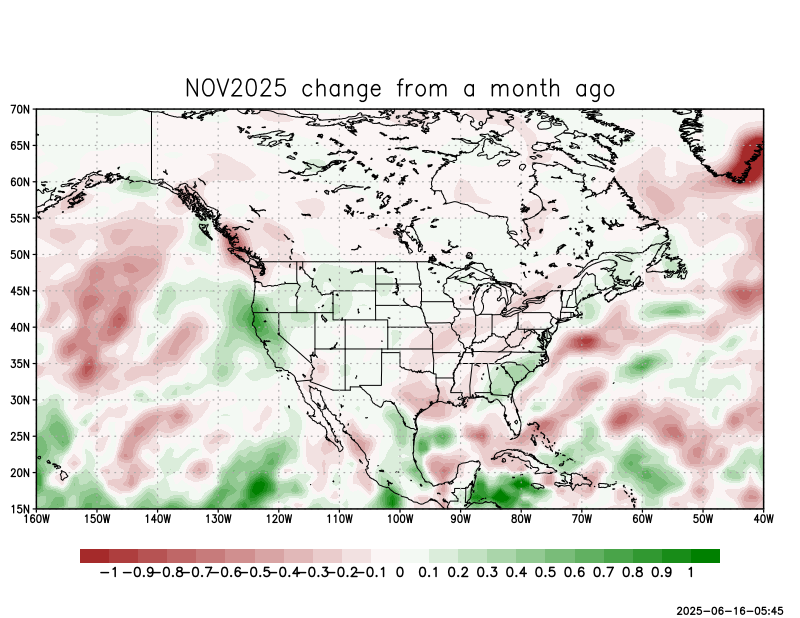 NOV2025 change from a month ago
70N
65N
60N
55N
50N
45N
40N
35N
30N
25N
20N
15N
160W 150W 140W 130W 120W 110W 100W 90W 80W 70W 60W 50W 40W
-1 -0.9 -0.8 -0.7 -0.6 -0.5 -0.4 -0.3 -0.2 -0.1 0 0.1 0.2 0.3 0.4 0.5 0.6 0.7 0.8 0.9 1
2025-06-16-05:45